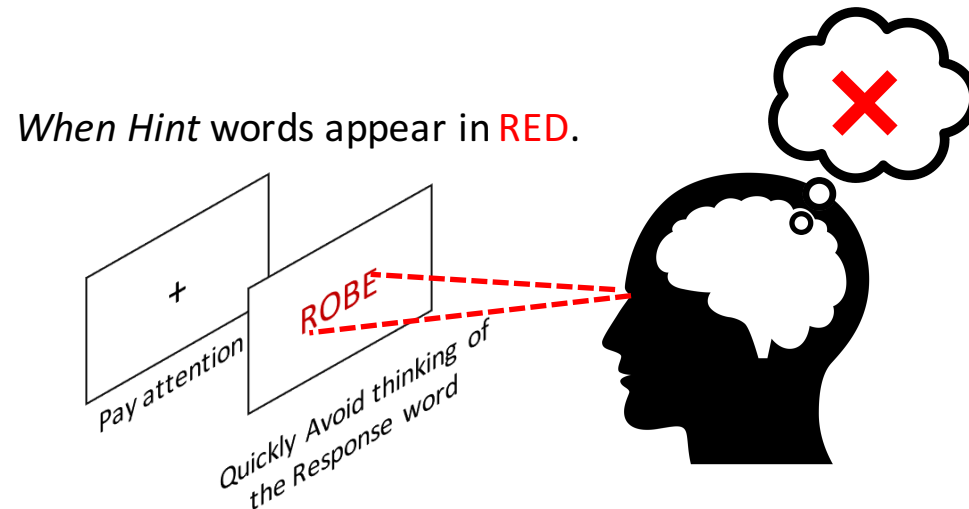 When Hint words appear in RED.
+
Pay attention
ROBE
Quickly Avoid thinking of
the Response word